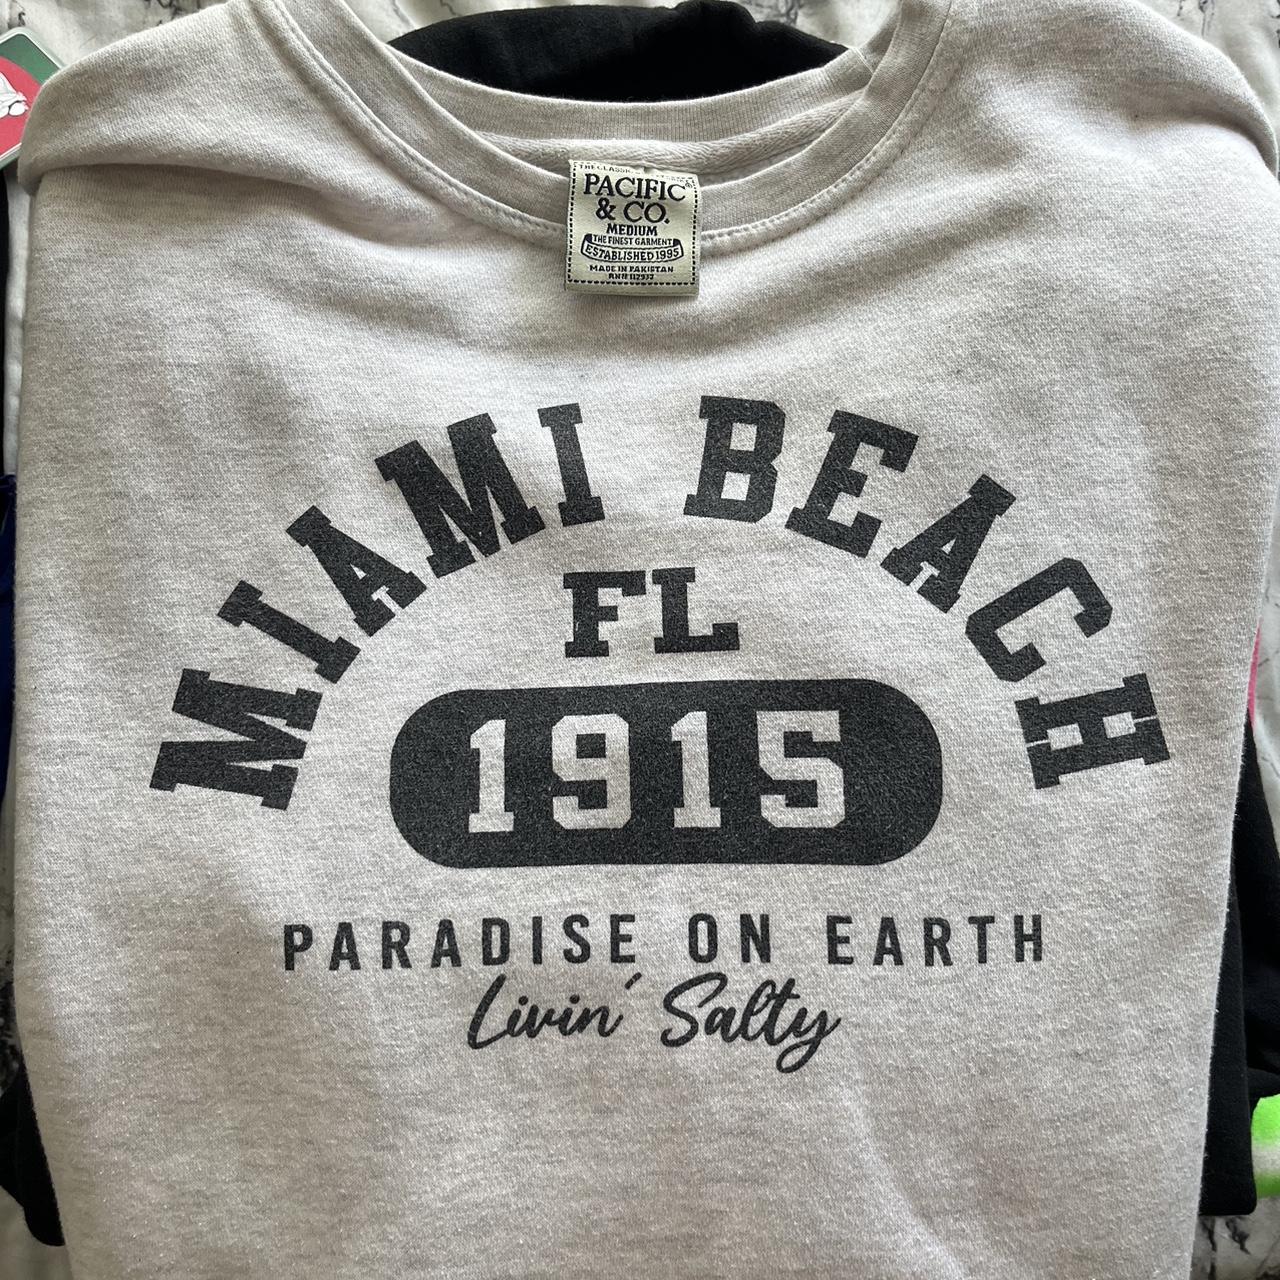 PACIFIC
& CO.
MEDIUM
THE FINEST GARMENT
ESTABLISHED 1995
MADE IN PAKISTAN
MIAMI BEACH
FL
1915
PARADISE ON EARTH
Livin' Salty